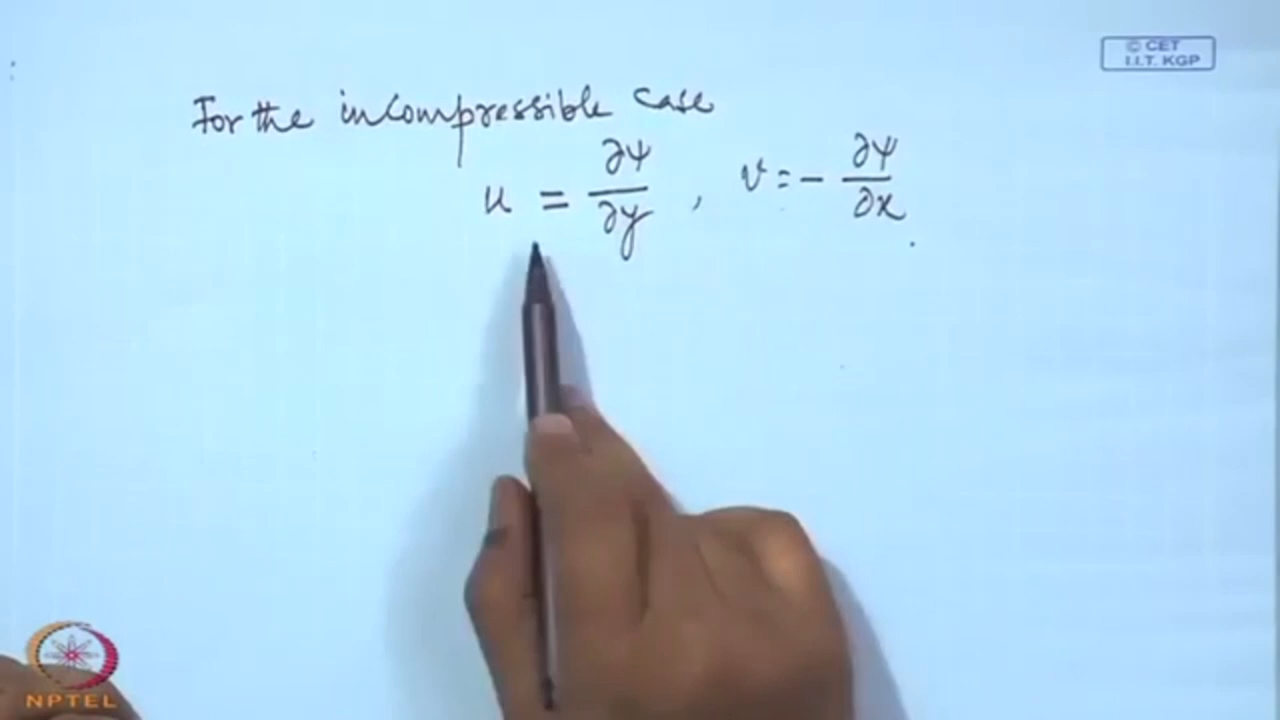 © CET
I.I.T. KGP
For the incompressible case
u = ∂ψ/∂y , v = - ∂ψ/∂x
NPTEL